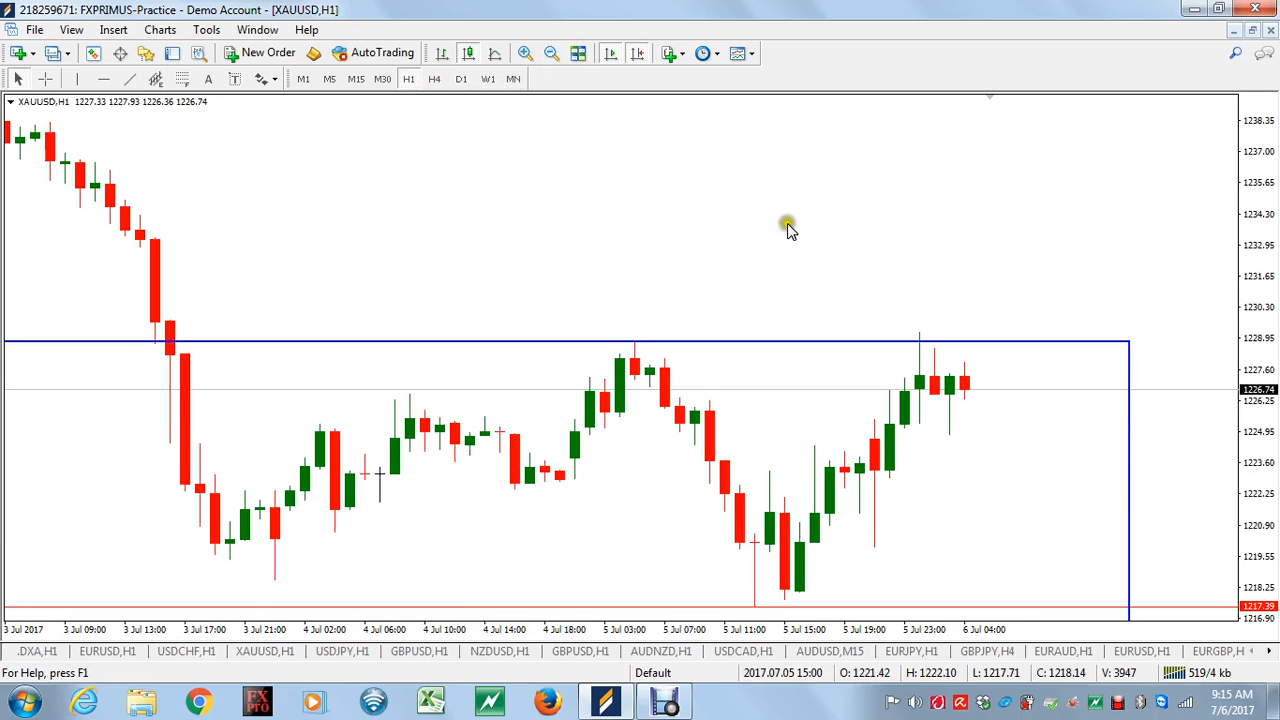 218259671: FXPRIMUS-Practice - Demo Account - [XAUUSD,H1]
File View Insert Charts Tools Window Help
New Order AutoTrading
A T M1 M5 M15 M30 H1 H4 D1 W1 MN
XAUUSD,H1 1227.33 1227.93 1226.36 1226.74
1238.35
1237.00
1235.65
1234.30
1232.95
1231.65
1230.30
1228.95
1227.60
1226.74
1226.25
1224.95
1223.60
1222.25
1220.90
1219.55
1218.25
1217.39
1216.90
3 Jul 2017 3 Jul 09:00 3 Jul 13:00 3 Jul 17:00 3 Jul 21:00 4 Jul 02:00 4 Jul 06:00 4 Jul 10:00 4 Jul 14:00 4 Jul 18:00 5 Jul 03:00 5 Jul 07:00 5 Jul 11:00 5 Jul 15:00 5 Jul 19:00 5 Jul 23:00 6 Jul 04:00
.DXA,H1 EURUSD,H1 USDCHF,H1 XAUUSD,H1 USDJPY,H1 GBPUSD,H1 NZDUSD,H1 GBPUSD,H1 AUDNZD,H1 USDCAD,H1 AUDUSD,M15 EURJPY,H1 GBPJPY,H4 EURAUD,H1 EURUSD,H1 EURGBP,H
For Help, press F1 Default 2017.07.05 15:00 O: 1221.42 H: 1222.10 L: 1217.71 C: 1218.14 V: 3947 519/4 kb
FX Pro
9:15 AM
7/6/2017